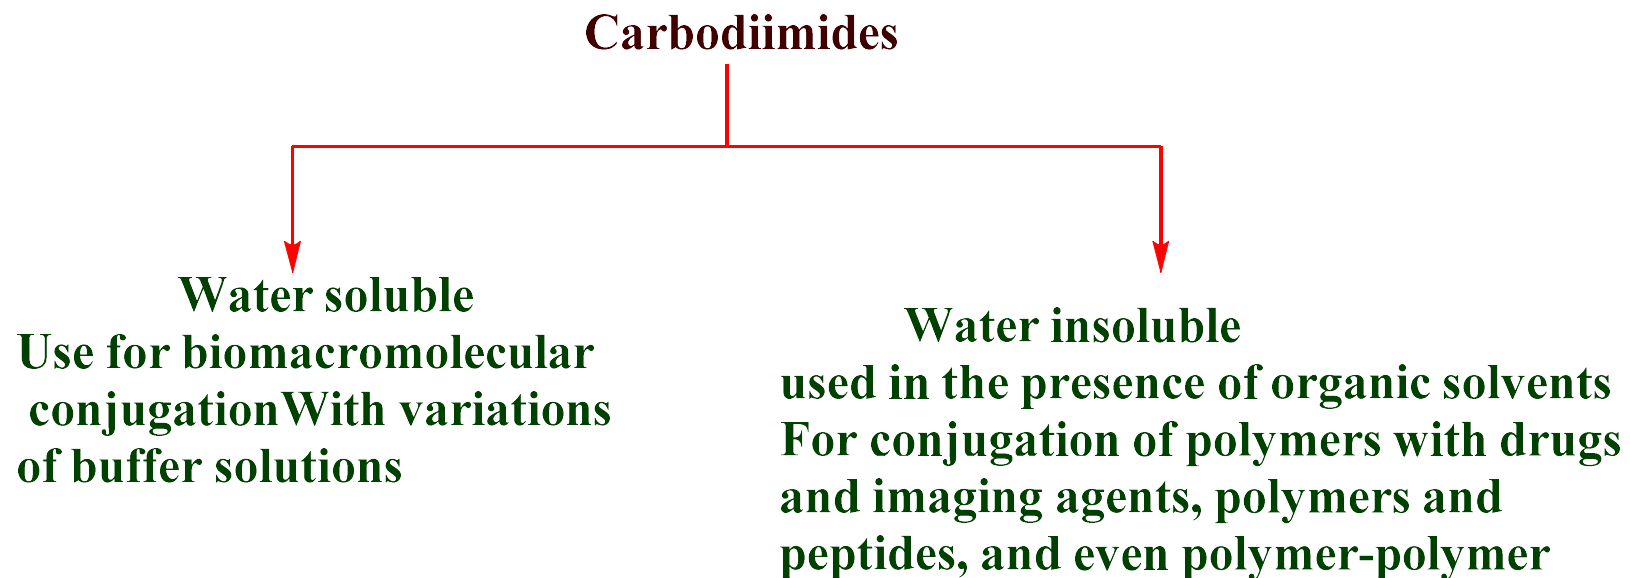 Carbodiimides
Water soluble
Use for biomacromolecular
conjugationWith variations
of buffer solutions
Water insoluble
used in the presence of organic solvents
For conjugation of polymers with drugs
and imaging agents, polymers and
peptides, and even polymer-polymer